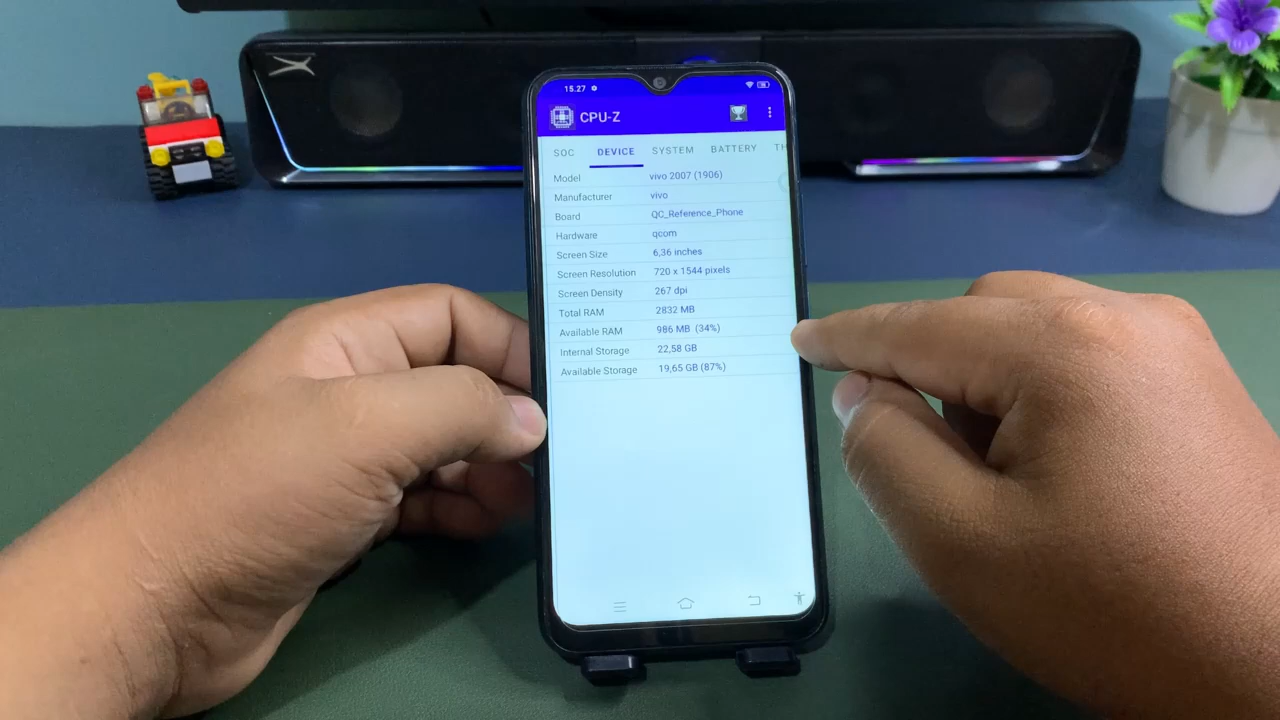 15.27
CPU-Z
SOC DEVICE SYSTEM BATTERY TH
Model vivo 2007 (1906)
Manufacturer vivo
Board QC_Reference_Phone
Hardware qcom
Screen Size 6,36 inches
Screen Resolution 720 x 1544 pixels
Screen Density 267 dpi
Total RAM 2832 MB
Available RAM 986 MB (34%)
Internal Storage 22,58 GB
Available Storage 19,65 GB (87%)